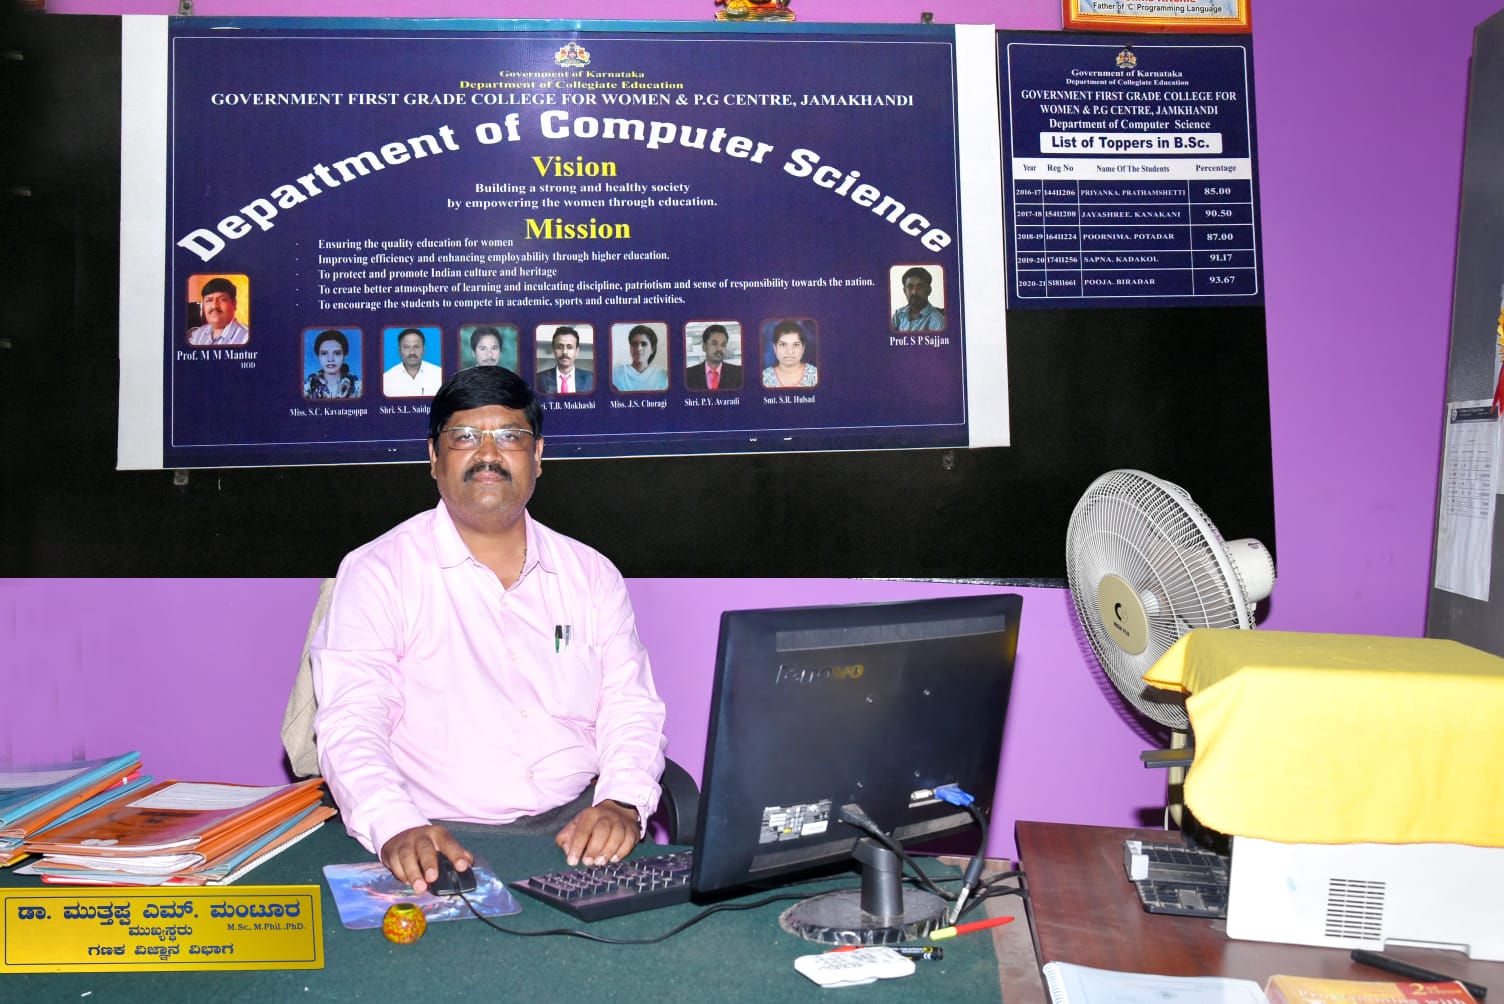 Father of 'C' Programming Language
Government of Karnataka
Department of Collegiate Education
GOVERNMENT FIRST GRADE COLLEGE FOR WOMEN & P.G CENTRE, JAMAKHANDI
Department of Computer Science
Vision
Building a strong and healthy society
by empowering the women through education.
Mission
· Ensuring the quality education for women
· Improving efficiency and enhancing employability through higher education.
· To protect and promote Indian culture and heritage
· To create better atmosphere of learning and inculcating discipline, patriotism and sense of responsibility towards the nation.
· To encourage the students to compete in academic, sports and cultural activities.
Prof. M M Mantur
HOD
Miss. S.C. Kavatagoppa
Shri. S.L.
T.B. Mokhashi
Miss. J.S. Choragi
Shri. P.Y. Avaradi
Smt. S.R. Hulsad
Prof. S P Sajjan
Government of Karnataka
Department of Collegiate Education
GOVERNMENT FIRST GRADE COLLEGE FOR
WOMEN & P.G CENTRE, JAMKHANDI
Department of Computer Science
List of Toppers in B.Sc.
Year Reg No Name Of The Students Percentage
2016-17 14411206 PRIYANKA. PRATHAMSHETTI 85.00
2017-18 15411208 JAYASHREE. KANAKANI 90.50
2018-19 16411224 POORNIMA. POTADAR 87.00
2019-20 17411256 SAPNA. KADAKOL 91.17
2020-21 S1811661 POOJA. BIRADAR 93.67
lenovo
ಡಾ. ಮುತ್ತಪ್ಪ ಎಮ್. ಮಂಟೂರ
M.Sc., M.Phil.,PhD.
ಮುಖ್ಯಸ್ಥರು
ಗಣಕ ವಿಜ್ಞಾನ ವಿಭಾಗ
2nd